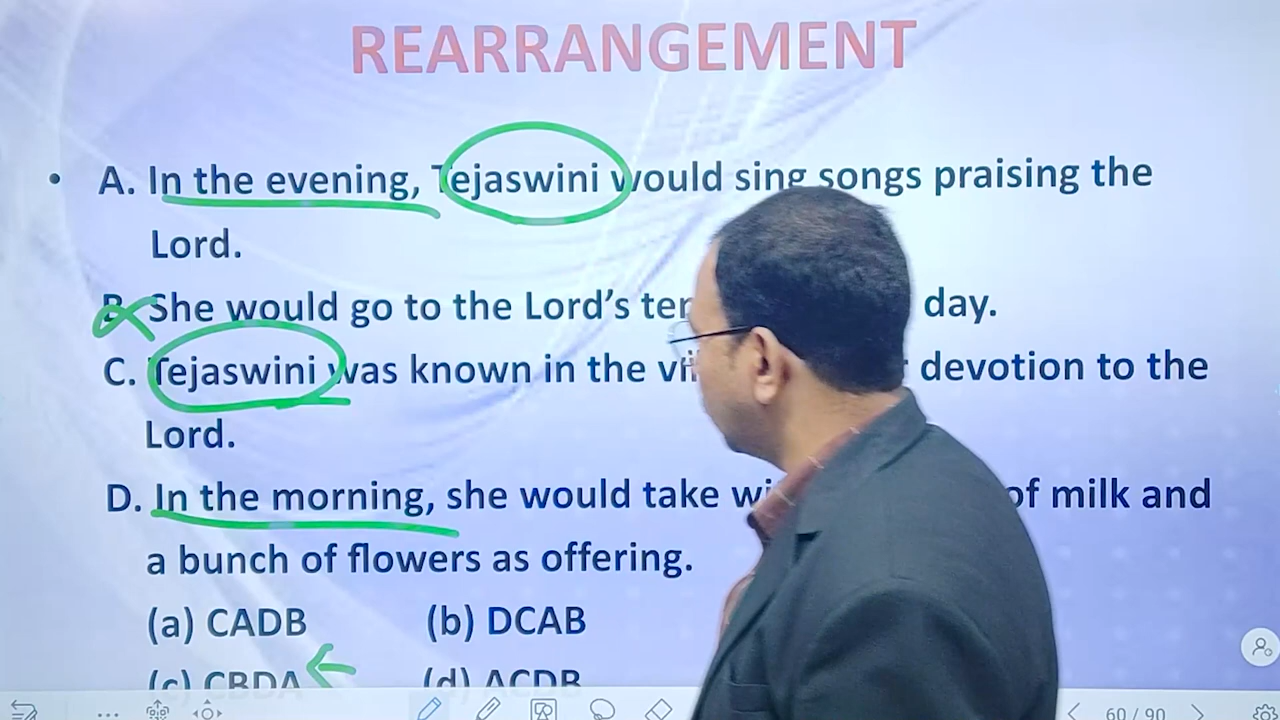 REARRANGEMENT
• A. In the evening, Tejaswini would sing songs praising the
Lord.
B. She would go to the Lord's day.
C. Tejaswini was known in the devotion to the
Lord.
D. In the morning, she would take of milk and
a bunch of flowers as offering.
(a) CADB (b) DCAB
(c) CBDA (d) ACDB
60 / 90